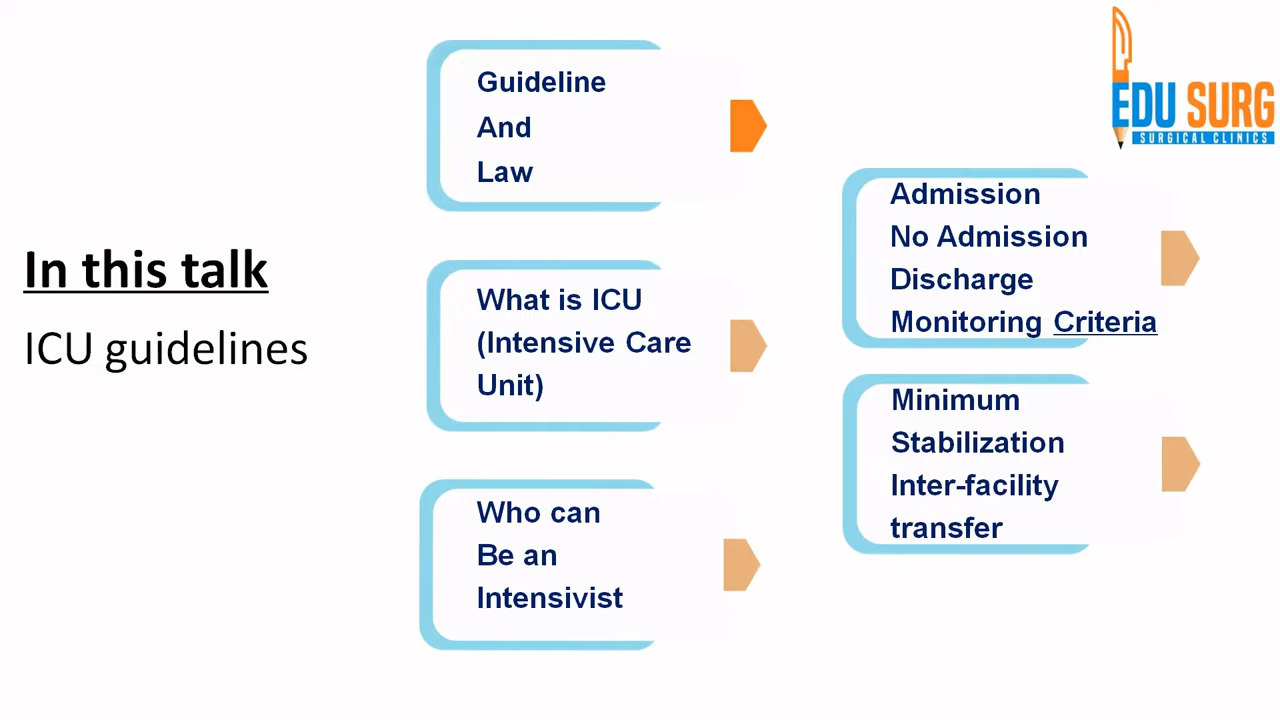 In this talk
ICU guidelines
Guideline
And
Law
What is ICU
(Intensive Care
Unit)
Who can
Be an
Intensivist
Admission
No Admission
Discharge
Monitoring Criteria
Minimum
Stabilization
Inter-facility
transfer
EDU SURG
SURGICAL CLINICS